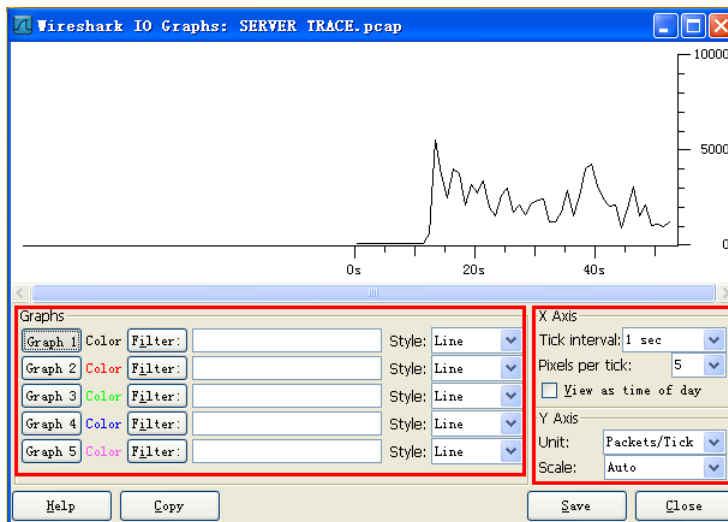 Wireshark IO Graphs: SERVER TRACE.pcap
10000
5000
0
0s 20s 40s
Graphs
Graph 1 Color Filter: Style: Line
Graph 2 Color Filter: Style: Line
Graph 3 Color Filter: Style: Line
Graph 4 Color Filter: Style: Line
Graph 5 Color Filter: Style: Line
X Axis
Tick interval: 1 sec
Pixels per tick: 5
View as time of day
Y Axis
Unit: Packets/Tick
Scale: Auto
Help Copy Save Close